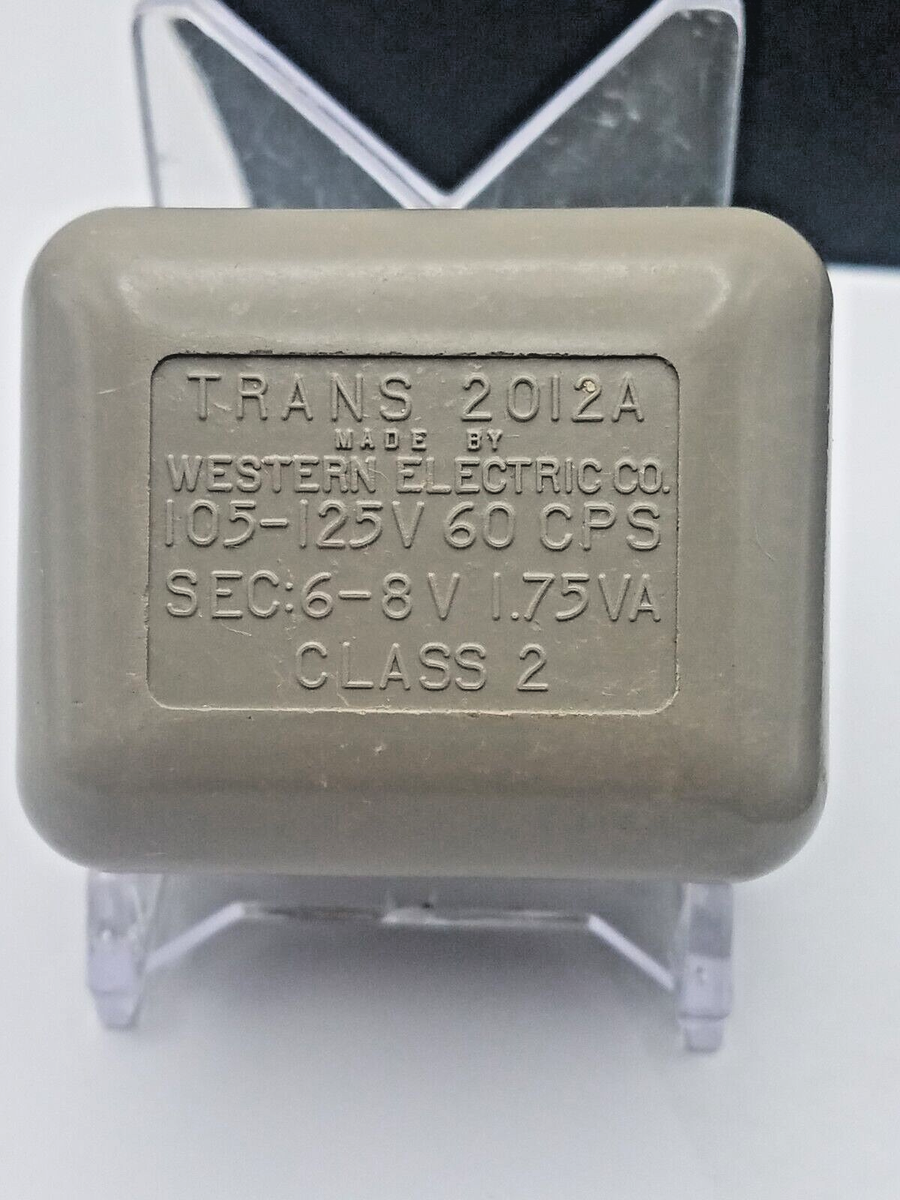 TRANS 2012A
MADE BY
WESTERN ELECTRIC CO.
105-125V 60 CPS
SEC:6-8V 1.75VA
CLASS 2